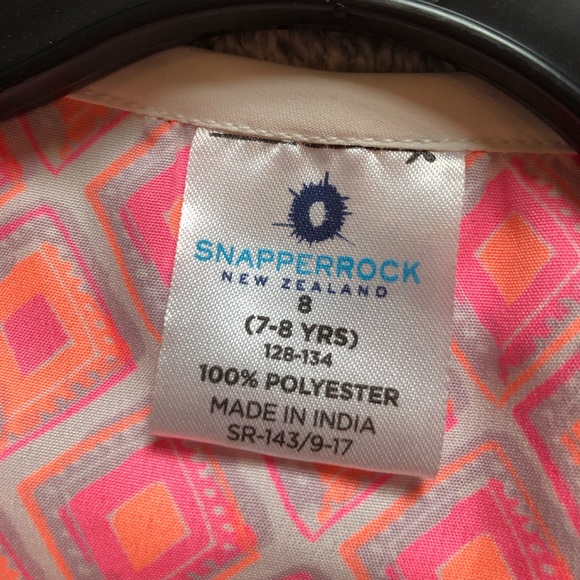 SNAPPERROCK
NEW ZEALAND
8
(7-8 YRS)
128-134
100% POLYESTER
MADE IN INDIA
SR-143/9-17